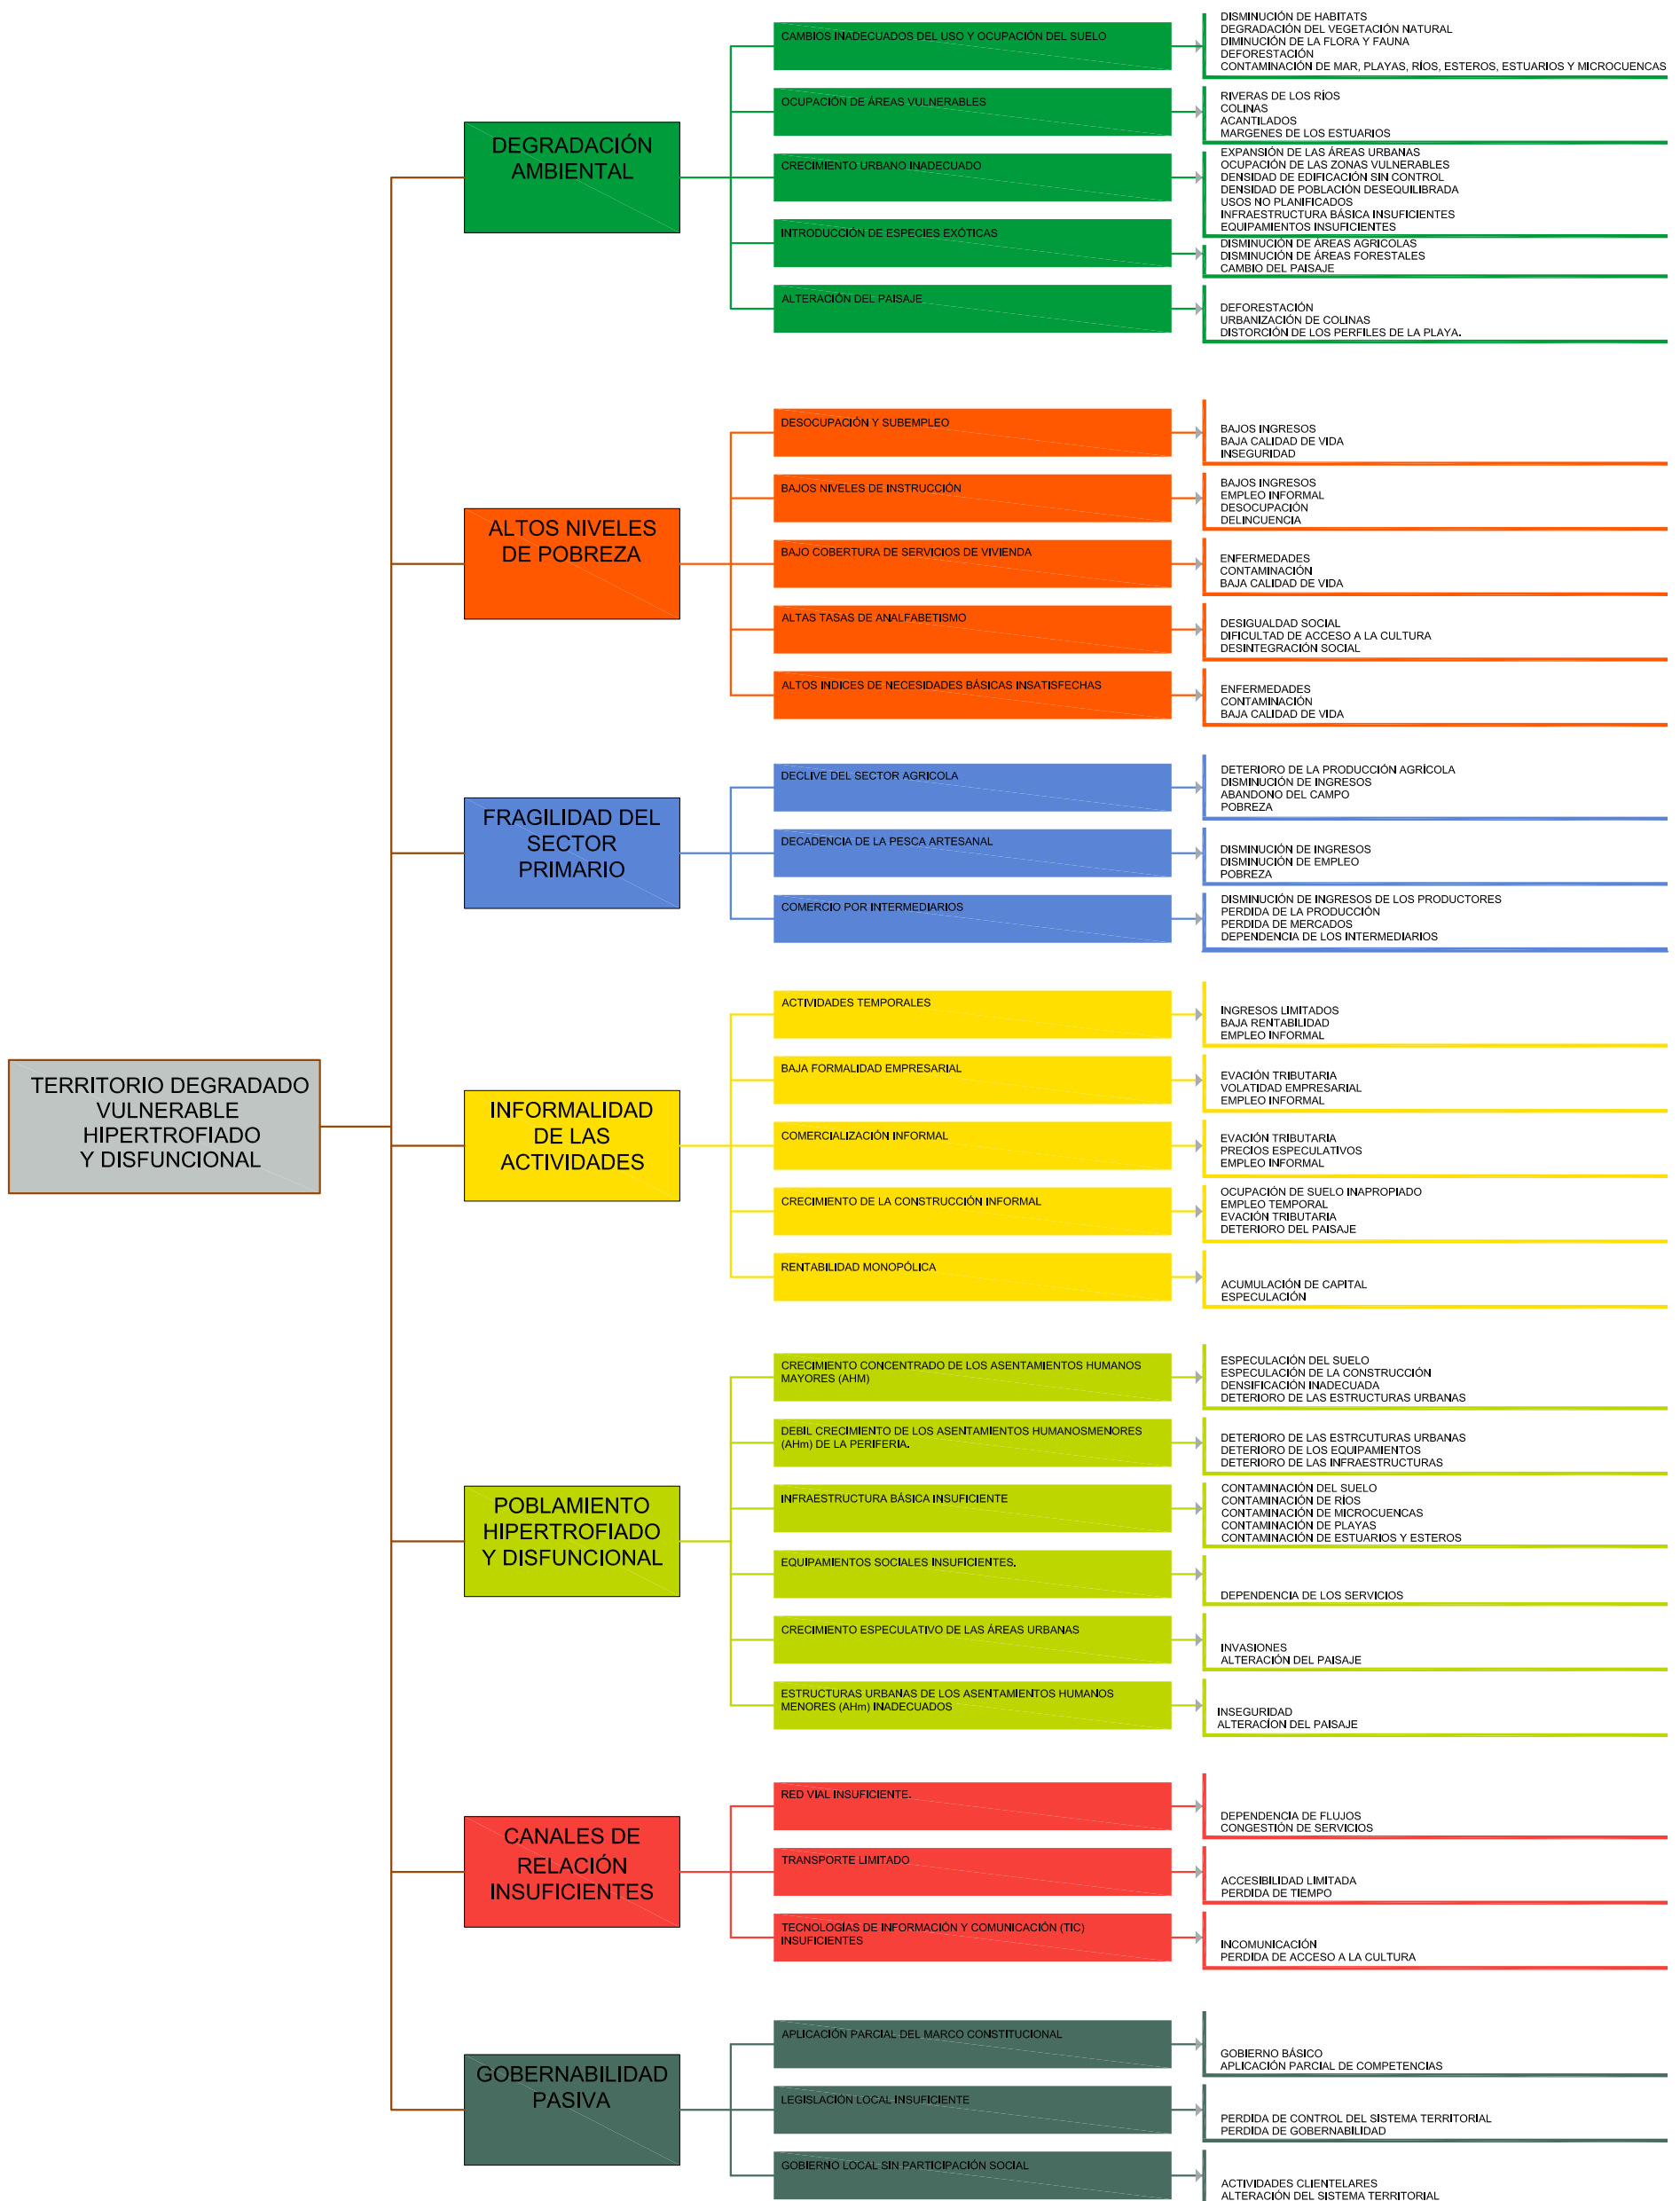 TERRITORIO DEGRADADO
VULNERABLE
HIPERTROFIADO
Y DISFUNCIONAL
DEGRADACIÓN
AMBIENTAL
CAMBIOS INADECUADOS DEL USO Y OCUPACIÓN DEL SUELO
DISMINUCIÓN DE HABITATS
DEGRADACIÓN DEL VEGETACIÓN NATURAL
DIMINUCIÓN DE LA FLORA Y FAUNA
DEFORESTACIÓN
CONTAMINACIÓN DE MAR, PLAYAS, RÍOS, ESTEROS, ESTUARIOS Y MICROCUENCAS
OCUPACIÓN DE ÁREAS VULNERABLES
RIVERAS DE LOS RÍOS
COLINAS
ACANTILADOS
MARGENES DE LOS ESTUARIOS
CRECIMIENTO URBANO INADECUADO
EXPANSIÓN DE LAS ÁREAS URBANAS
OCUPACIÓN DE LAS ZONAS VULNERABLES
DENSIDAD DE EDIFICACIÓN SIN CONTROL
DENSIDAD DE POBLACIÓN DESEQUILIBRADA
USOS NO PLANIFICADOS
INFRAESTRUCTURA BÁSICA INSUFICIENTES
EQUIPAMIENTOS INSUFICIENTES
INTRODUCCIÓN DE ESPECIES EXÓTICAS
DISMINUCIÓN DE ÁREAS AGRICOLAS
DISMINUCIÓN DE ÁREAS FORESTALES
CAMBIO DEL PAISAJE
ALTERACIÓN DEL PAISAJE
DEFORESTACIÓN
URBANIZACIÓN DE COLINAS
DISTORCIÓN DE LOS PERFILES DE LA PLAYA.
ALTOS NIVELES
DE POBREZA
DESOCUPACIÓN Y SUBEMPLEO
BAJOS INGRESOS
BAJA CALIDAD DE VIDA
INSEGURIDAD
BAJOS NIVELES DE INSTRUCCIÓN
BAJOS INGRESOS
EMPLEO INFORMAL
DESOCUPACIÓN
DELINCUENCIA
BAJO COBERTURA DE SERVICIOS DE VIVIENDA
ENFERMEDADES
CONTAMINACIÓN
BAJA CALIDAD DE VIDA
ALTAS TASAS DE ANALFABETISMO
DESIGUALDAD SOCIAL
DIFICULTAD DE ACCESO A LA CULTURA
DESINTEGRACIÓN SOCIAL
ALTOS INDICES DE NECESIDADES BÁSICAS INSATISFECHAS
ENFERMEDADES
CONTAMINACIÓN
BAJA CALIDAD DE VIDA
FRAGILIDAD DEL
SECTOR
PRIMARIO
DECLIVE DEL SECTOR AGRICOLA
DETERIORO DE LA PRODUCCIÓN AGRÍCOLA
DISMINUCIÓN DE INGRESOS
ABANDONO DEL CAMPO
POBREZA
DECADENCIA DE LA PESCA ARTESANAL
DISMINUCIÓN DE INGRESOS
DISMINUCIÓN DE EMPLEO
POBREZA
COMERCIO POR INTERMEDIARIOS
DISMINUCIÓN DE INGRESOS DE LOS PRODUCTORES
PERDIDA DE LA PRODUCCIÓN
PERDIDA DE MERCADOS
DEPENDENCIA DE LOS INTERMEDIARIOS
INFORMALIDAD
DE LAS
ACTIVIDADES
ACTIVIDADES TEMPORALES
INGRESOS LIMITADOS
BAJA RENTABILIDAD
EMPLEO INFORMAL
BAJA FORMALIDAD EMPRESARIAL
EVACIÓN TRIBUTARIA
VOLATIDAD EMPRESARIAL
EMPLEO INFORMAL
COMERCIALIZACIÓN INFORMAL
EVACIÓN TRIBUTARIA
PRECIOS ESPECULATIVOS
EMPLEO INFORMAL
CRECIMIENTO DE LA CONSTRUCCIÓN INFORMAL
OCUPACIÓN DE SUELO INAPROPIADO
EMPLEO TEMPORAL
EVACIÓN TRIBUTARIA
DETERIORO DEL PAISAJE
RENTABILIDAD MONOPÓLICA
ACUMULACIÓN DE CAPITAL
ESPECULACIÓN
POBLAMIENTO
HIPERTROFIADO
Y DISFUNCIONAL
CRECIMIENTO CONCENTRADO DE LOS ASENTAMIENTOS HUMANOS
MAYORES (AHM)
ESPECULACIÓN DEL SUELO
ESPECULACIÓN DE LA CONSTRUCCIÓN
DENSIFICACIÓN INADECUADA
DETERIORO DE LAS ESTRUCTURAS URBANAS
DEBIL CRECIMIENTO DE LOS ASENTAMIENTOS HUMANOSMENORES
(AHm) DE LA PERIFERIA.
DETERIORO DE LAS ESTRCUTURAS URBANAS
DETERIORO DE LOS EQUIPAMIENTOS
DETERIORO DE LAS INFRAESTRUCTURAS
INFRAESTRUCTURA BÁSICA INSUFICIENTE
CONTAMINACIÓN DEL SUELO
CONTAMINACIÓN DE RÍOS
CONTAMINACIÓN DE MICROCUENCAS
CONTAMINACIÓN DE PLAYAS
CONTAMINACIÓN DE ESTUARIOS Y ESTEROS
EQUIPAMIENTOS SOCIALES INSUFICIENTES.
DEPENDENCIA DE LOS SERVICIOS
CRECIMIENTO ESPECULATIVO DE LAS ÁREAS URBANAS
INVASIONES
ALTERACIÓN DEL PAISAJE
ESTRUCTURAS URBANAS DE LOS ASENTAMIENTOS HUMANOS
MENORES (AHm) INADECUADOS
INSEGURIDAD
ALTERACÍON DEL PAISAJE
CANALES DE
RELACIÓN
INSUFICIENTES
RED VIAL INSUFICIENTE.
DEPENDENCIA DE FLUJOS
CONGESTIÓN DE SERVICIOS
TRANSPORTE LIMITADO
ACCESIBILIDAD LIMITADA
PERDIDA DE TIEMPO
TECNOLOGÍAS DE INFORMACIÓN Y COMUNICACIÓN (TIC)
INSUFICIENTES
INCOMUNICACIÓN
PERDIDA DE ACCESO A LA CULTURA
GOBERNABILIDAD
PASIVA
APLICACIÓN PARCIAL DEL MARCO CONSTITUCIONAL
GOBIERNO BÁSICO
APLICACIÓN PARCIAL DE COMPETENCIAS
LEGISLACIÓN LOCAL INSUFICIENTE
PERDIDA DE CONTROL DEL SISTEMA TERRITORIAL
PERDIDA DE GOBERNABILIDAD
GOBIERNO LOCAL SIN PARTICIPACIÓN SOCIAL
ACTIVIDADES CLIENTELARES
ALTERACIÓN DEL SISTEMA TERRITORIAL